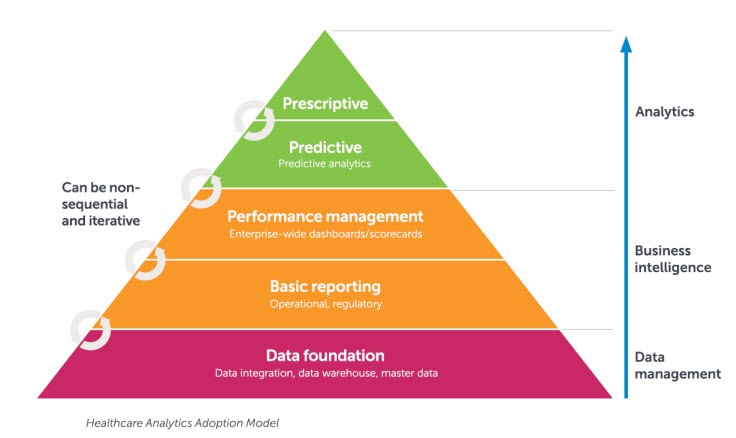 Prescriptive
Analytics
Predictive
Predictive analytics
Can be non-
sequential
and iterative
Performance management
Enterprise-wide dashboards/scorecards
Business
intelligence
Basic reporting
Operational, regulatory
Data foundation
Data integration, data warehouse, master data
Data
management
Healthcare Analytics Adoption Model